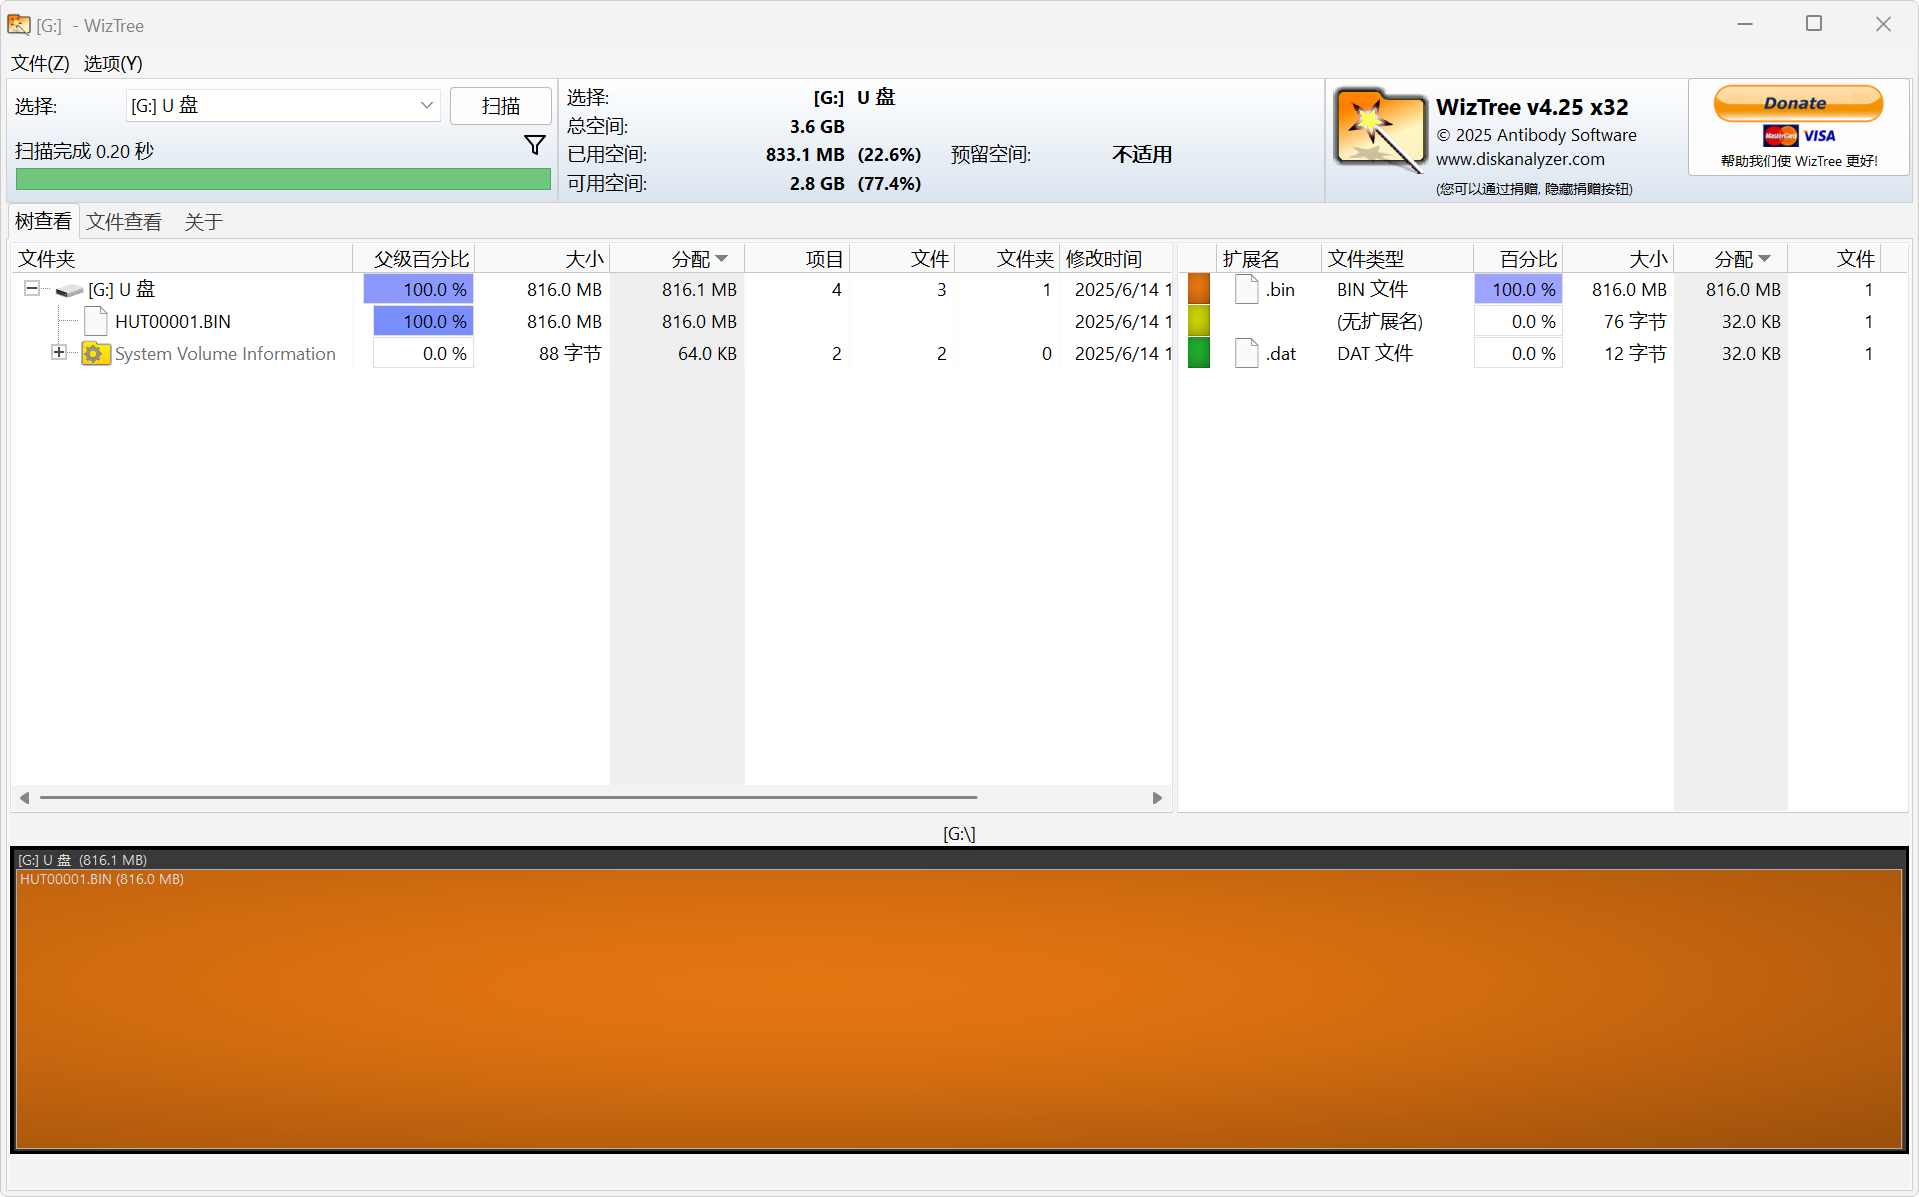 [G:]  - WizTree
文件(Z) 选项(Y)
选择: [G:] U 盘 扫描
扫描完成 0.20 秒
选择: [G:] U 盘
总空间: 3.6 GB
已用空间: 833.1 MB (22.6%) 预留空间: 不适用
可用空间: 2.8 GB (77.4%)
WizTree v4.25 x32
© 2025 Antibody Software
www.diskanalyzer.com
(您可以通过捐赠, 隐藏捐赠按钮)
Donate
MasterCard VISA
帮助我们使 WizTree 更好!
树查看 文件查看 关于
文件夹 父级百分比 大小 分配 项目 文件 文件夹 修改时间
[G:] U 盘 100.0 % 816.0 MB 816.1 MB 4 3 1 2025/6/14 1
HUT00001.BIN 100.0 % 816.0 MB 816.0 MB 2025/6/14 1
System Volume Information 0.0 % 88 字节 64.0 KB 2 2 0 2025/6/14 1
扩展名 文件类型 百分比 大小 分配 文件
.bin BIN 文件 100.0 % 816.0 MB 816.0 MB 1
(无扩展名) 0.0 % 76 字节 32.0 KB 1
.dat DAT 文件 0.0 % 12 字节 32.0 KB 1
[G:\]
[G:] U 盘 (816.1 MB)
HUT00001.BIN (816.0 MB)